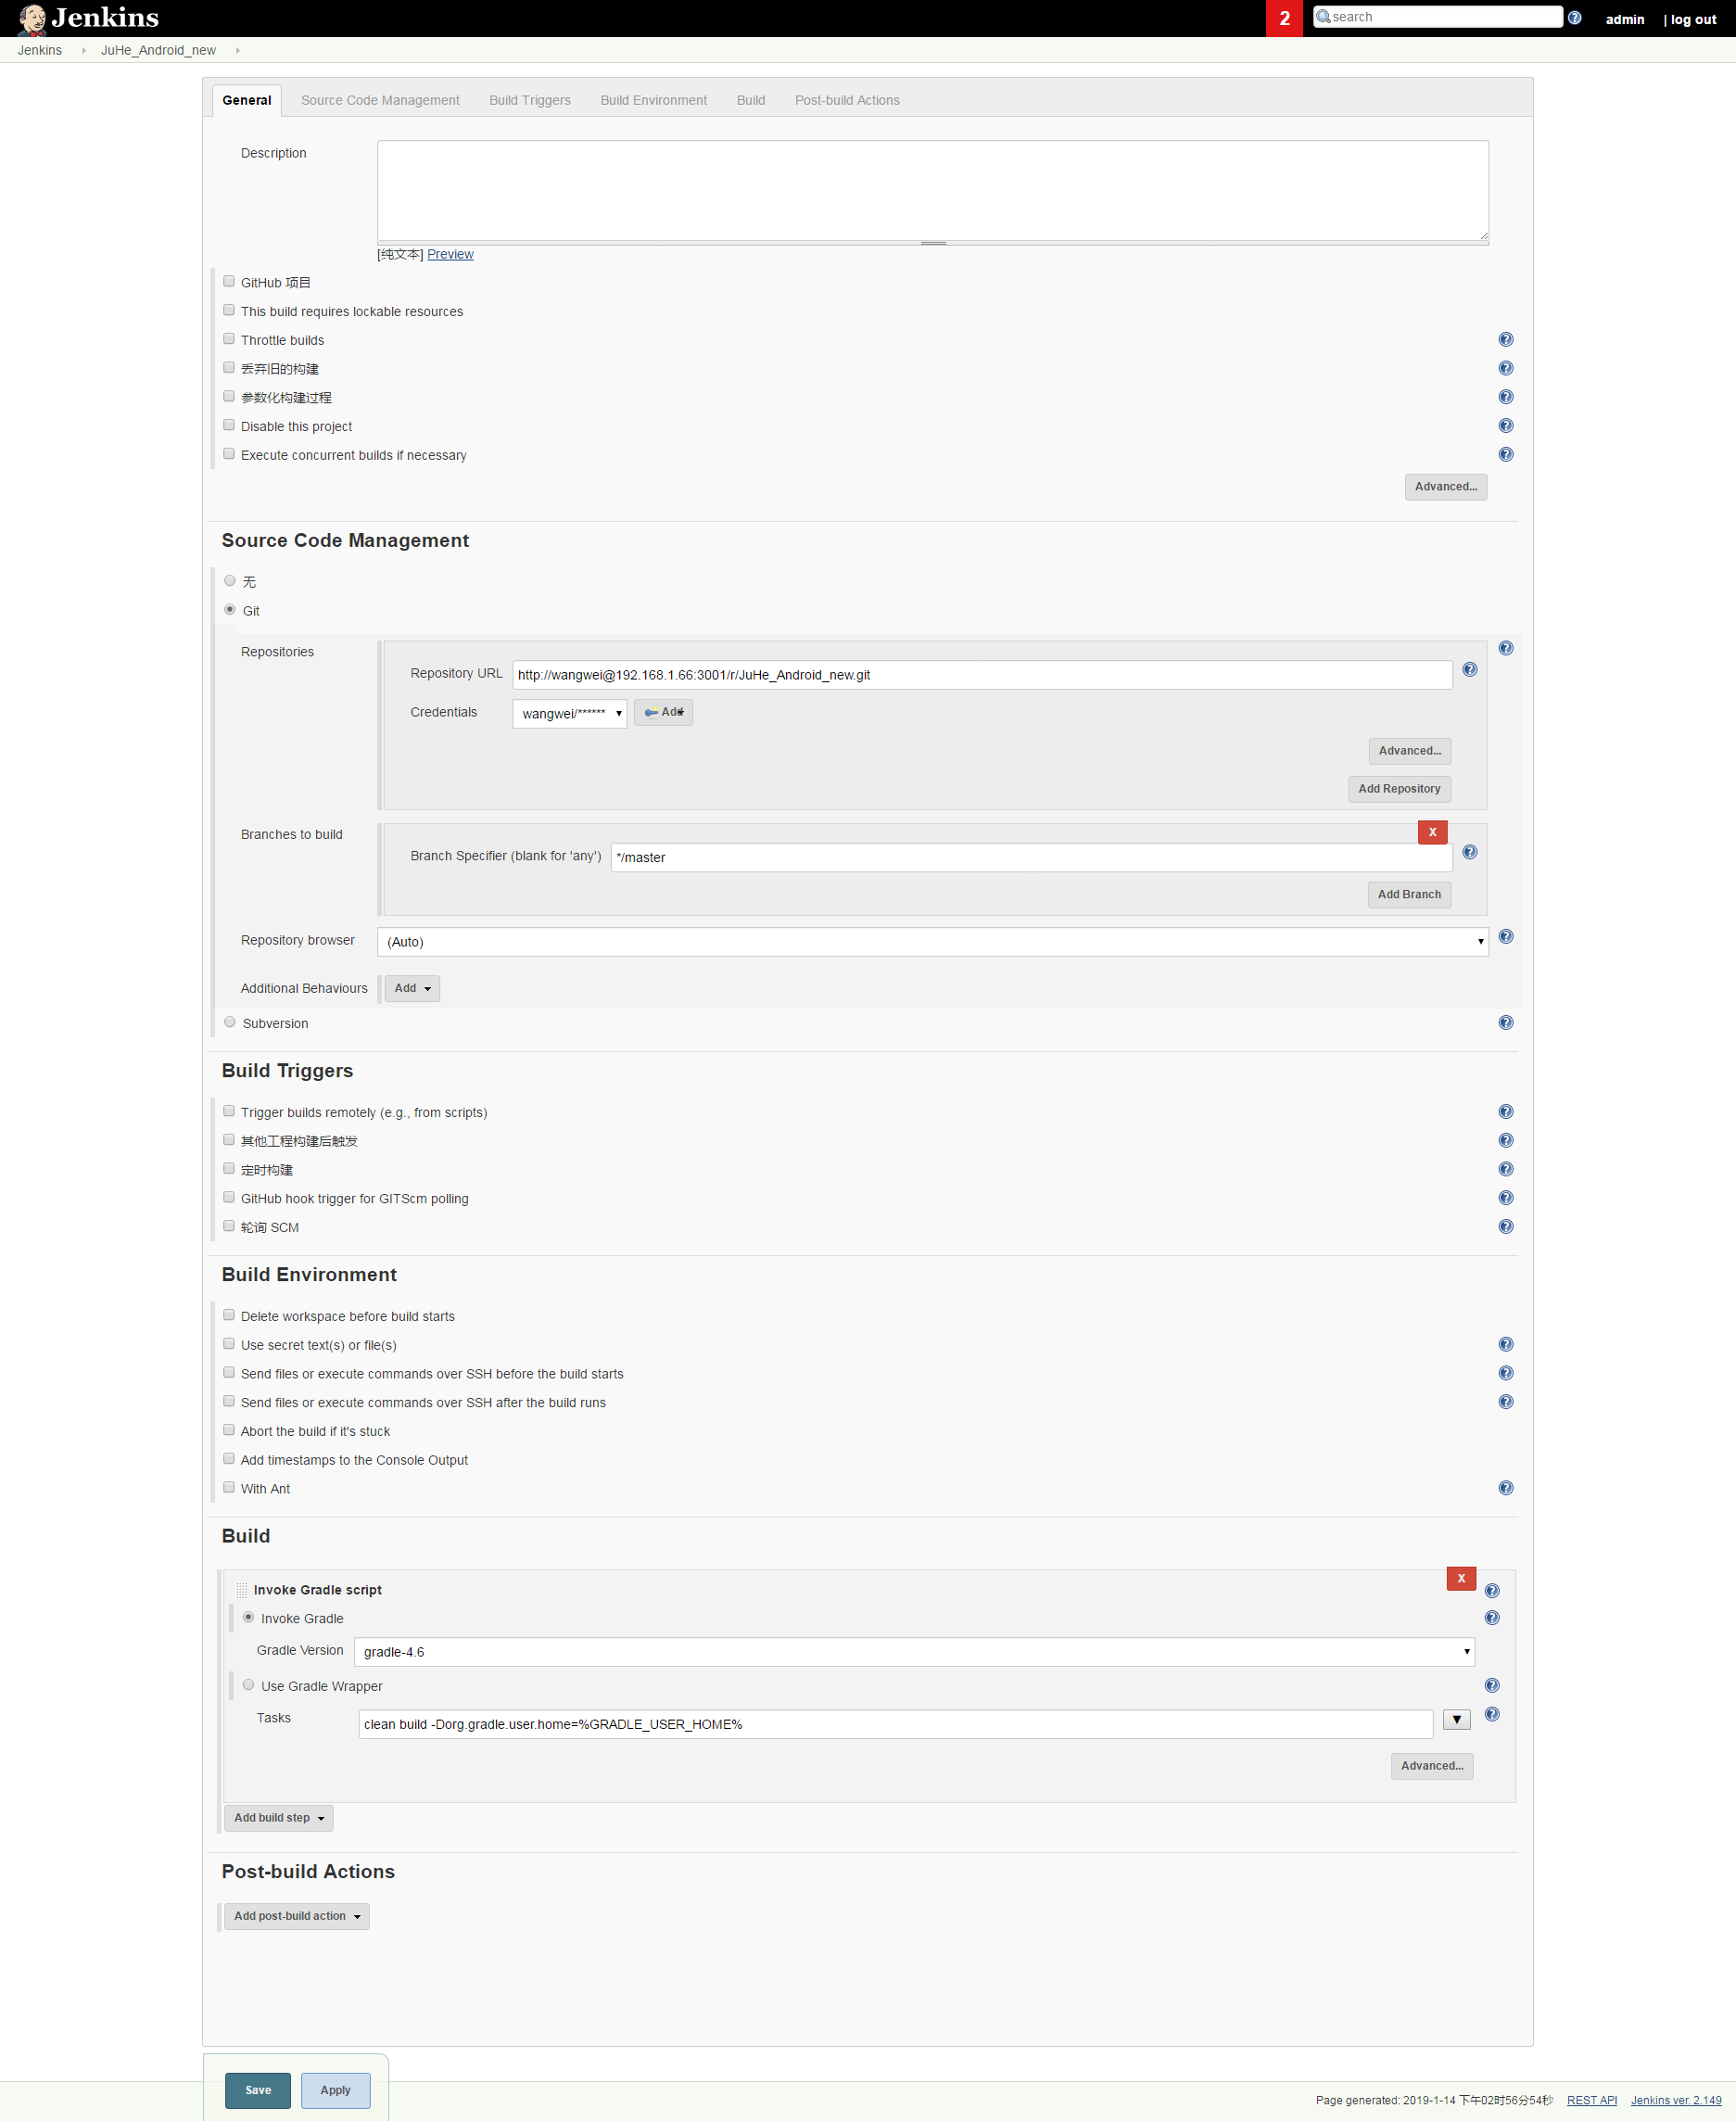 Jenkins
2
search
admin
| log out
Jenkins
JuHe_Android_new
General
Source Code Management
Build Triggers
Build Environment
Build
Post-build Actions
Description
[纯文本] Preview
GitHub 项目
This build requires lockable resources
Throttle builds
丢弃旧的构建
参数化构建过程
Disable this project
Execute concurrent builds if necessary
Advanced...
Source Code Management
无
Git
Repositories
Repository URL
http://wangwei@192.168.1.66:3001/r/JuHe_Android_new.git
Credentials
wangwei/******
Add
Advanced...
Add Repository
Branches to build
X
Branch Specifier (blank for 'any')
*/master
Add Branch
Repository browser
(Auto)
Additional Behaviours
Add
Subversion
Build Triggers
Trigger builds remotely (e.g., from scripts)
其他工程构建后触发
定时构建
GitHub hook trigger for GITScm polling
轮询 SCM
Build Environment
Delete workspace before build starts
Use secret text(s) or file(s)
Send files or execute commands over SSH before the build starts
Send files or execute commands over SSH after the build runs
Abort the build if it's stuck
Add timestamps to the Console Output
With Ant
Build
X
Invoke Gradle script
Invoke Gradle
Gradle Version
gradle-4.6
Use Gradle Wrapper
Tasks
clean build -Dorg.gradle.user.home=%GRADLE_USER_HOME%
Advanced...
Add build step
Post-build Actions
Add post-build action
Save
Apply
Page generated: 2019-1-14 下午02时56分54秒
REST API
Jenkins ver. 2.149